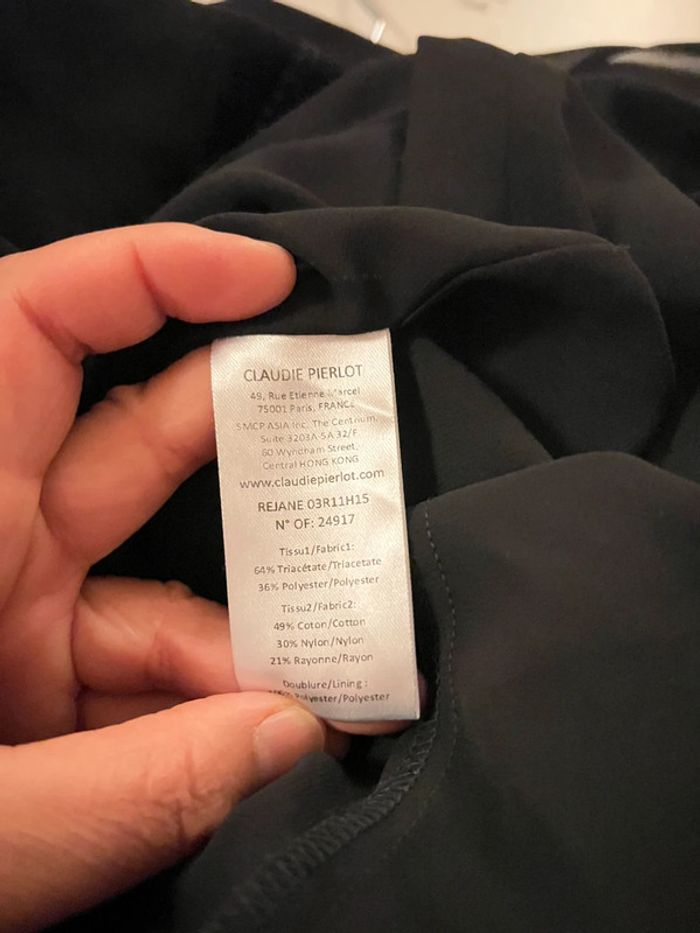 CLAUDIE PIERLOT
49, Rue Etienne Marcel
75001 Paris, FRANCE
SMCP ASIA Inc, The Centrium,
Suite 3203A-5A 32/F
60 Wyndham Street,
Central HONG KONG
www.claudiepierlot.com
REJANE 03R11H15
N° OF: 24917
Tissu1/Fabric1:
64% Triacétate/Triacetate
36% Polyester/Polyester
Tissu2/Fabric2:
49% Coton/Cotton
30% Nylon/Nylon
21% Rayonne/Rayon
Doublure/Lining :
Polyester/Polyester